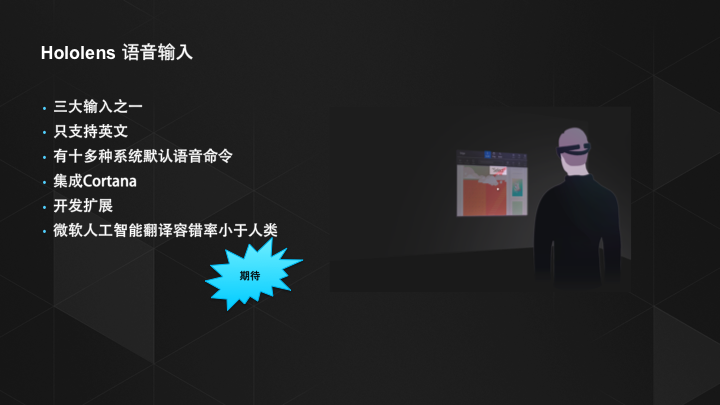 Hololens 语音输入
三大输入之一
只支持英文
有十多种系统默认语音命令
集成Cortana
开发扩展
微软人工智能翻译容错率小于人类
期待